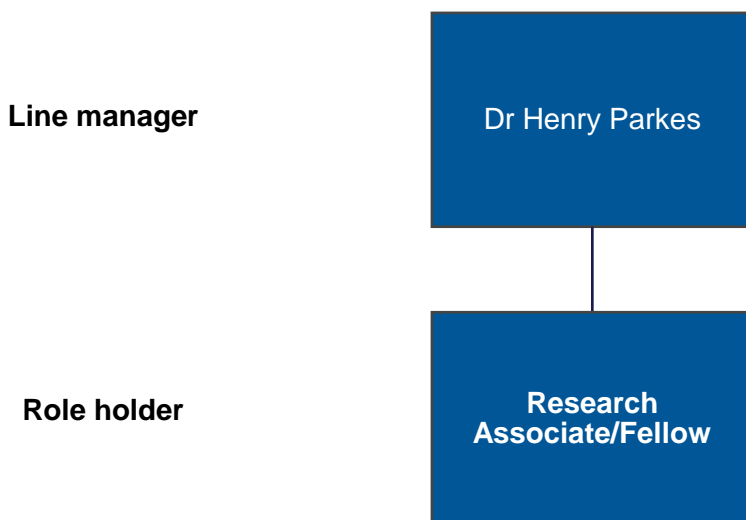 Line manager
Dr Henry Parkes
Role holder
Research
Associate/Fellow